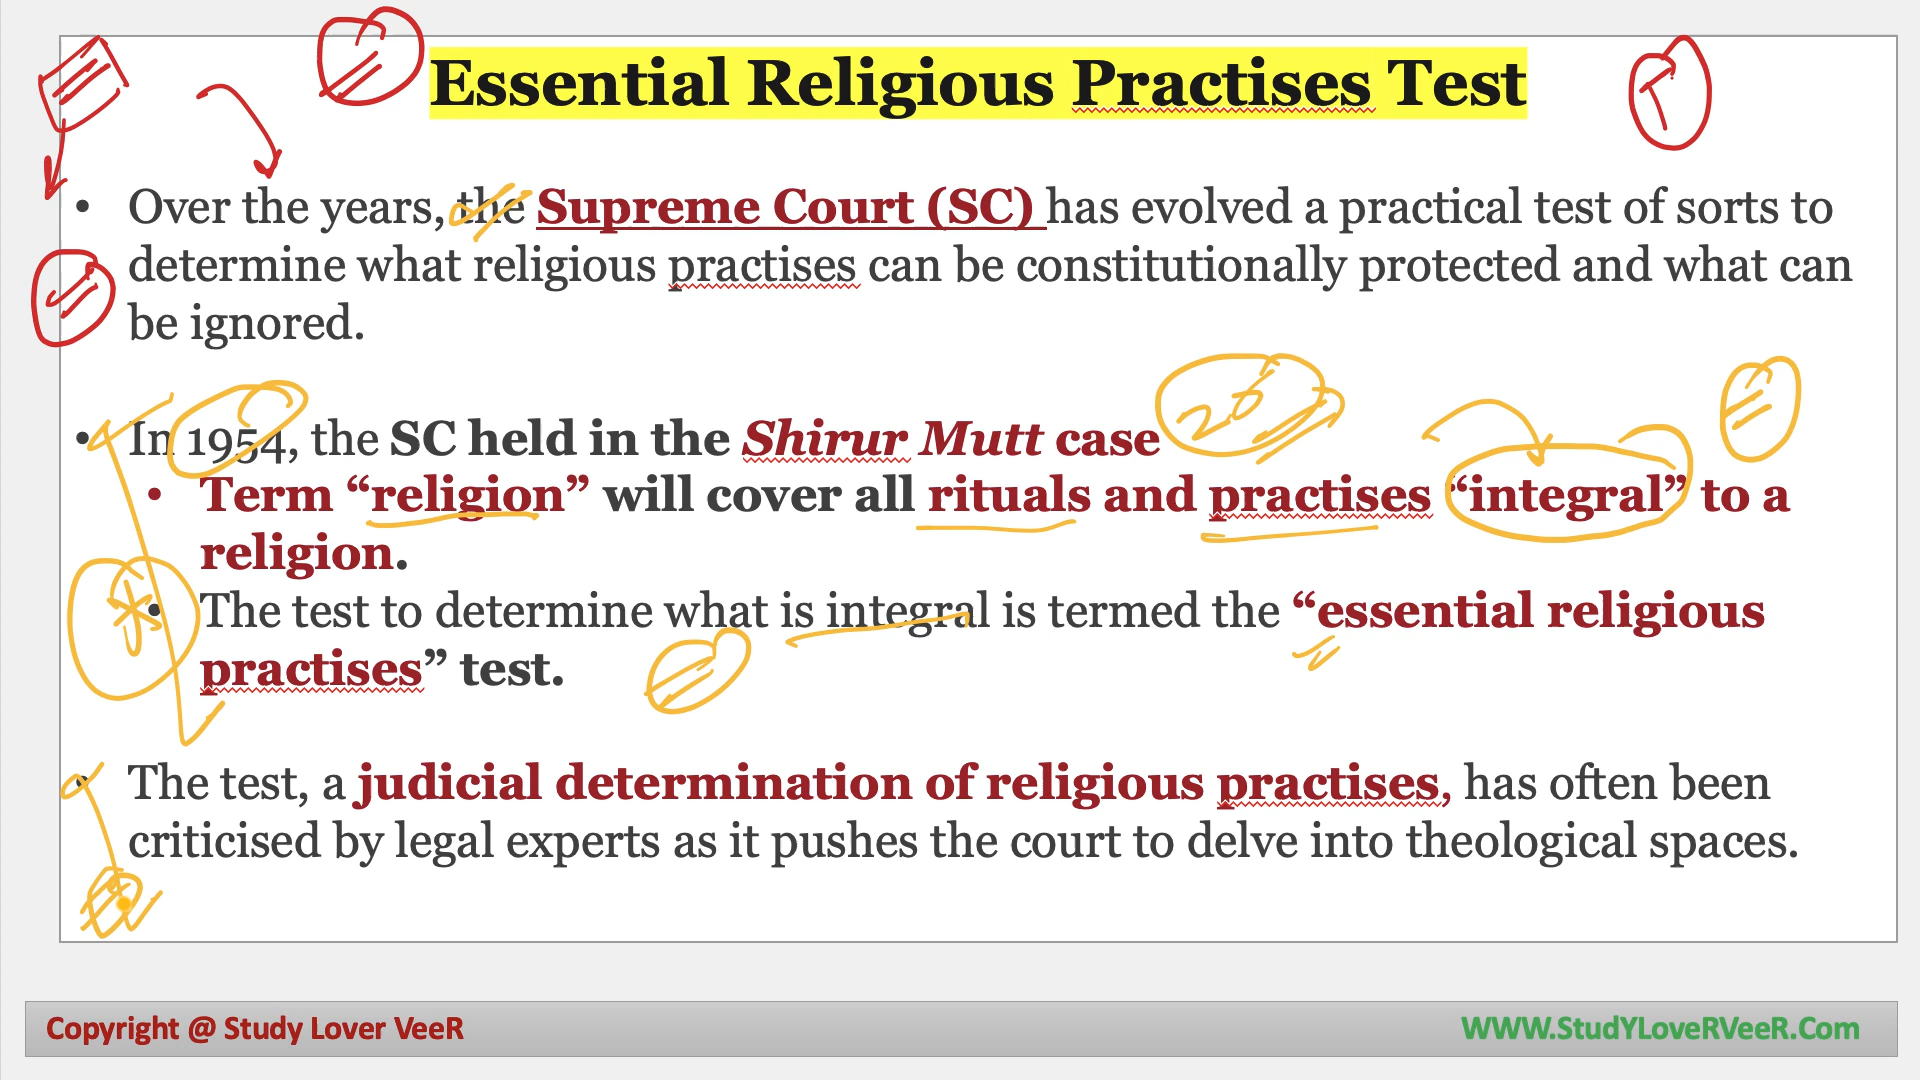 Essential Religious Practises Test
• Over the years, the Supreme Court (SC) has evolved a practical test of sorts to
determine what religious practises can be constitutionally protected and what can
be ignored.
• In 1954, the SC held in the Shirur Mutt case
• Term “religion” will cover all rituals and practises “integral” to a
religion.
• The test to determine what is integral is termed the “essential religious
practises” test.
• The test, a judicial determination of religious practises, has often been
criticised by legal experts as it pushes the court to delve into theological spaces.
Copyright @ Study Lover VeeR
WWW.StudYLoveRVeeR.Com